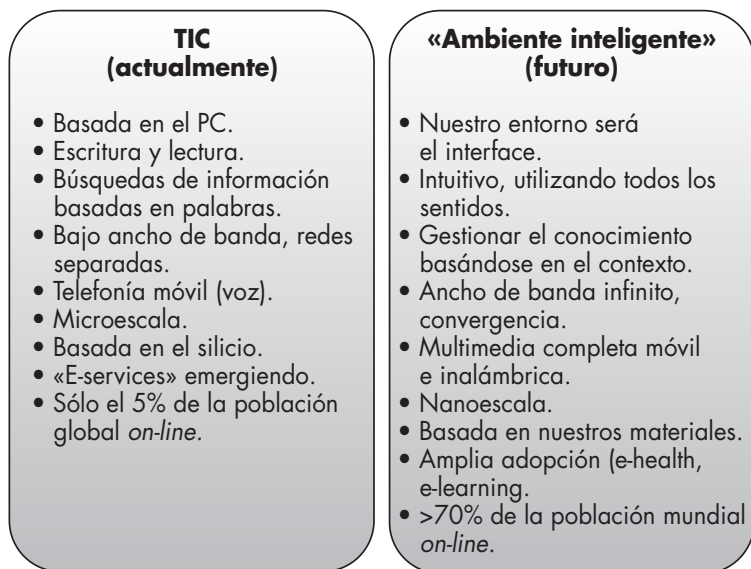 TIC
(actualmente)
• Basada en el PC.
• Escritura y lectura.
• Búsquedas de información
basadas en palabras.
• Bajo ancho de banda, redes
separadas.
• Telefonía móvil (voz).
• Microescala.
• Basada en el silicio.
• «E-services» emergiendo.
• Sólo el 5% de la población
global on-line.
«Ambiente inteligente»
(futuro)
• Nuestro entorno será
el interface.
• Intuitivo, utilizando todos los
sentidos.
• Gestionar el conocimiento
basándose en el contexto.
• Ancho de banda infinito,
convergencia.
• Multimedia completa móvil
e inalámbrica.
• Nanoescala.
• Basada en nuestros materiales.
• Amplia adopción (e-health,
e-learning.
• >70% de la población mundial
on-line.